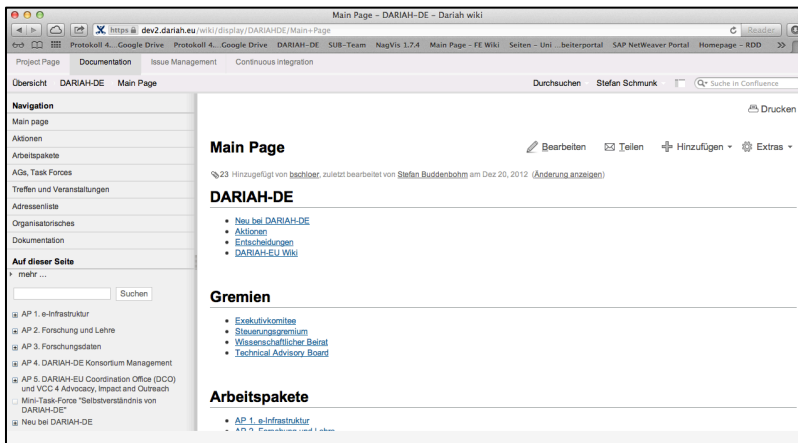 Main Page – DARIAH-DE – Dariah wiki
https dev2.dariah.eu/wiki/display/DARIAHDE/Main+Page
Reader
Protokoll 4...Google Drive Protokoll 4....Google Drive DARIAH-DE SUB-Team NagVis 1.7.4 Main Page - FE Wiki Seiten - Uni ...beiterportal SAP NetWeaver Portal Homepage - RDD
Project Page Documentation Issue Management Continuous integration
Übersicht DARIAH-DE Main Page Durchsuchen Stefan Schmunk Suche in Confluence
Navigation
Main page
Aktionen
Arbeitspakete
AGs, Task Forces
Treffen und Veranstaltungen
Adressenliste
Organisatorisches
Dokumentation
Auf dieser Seite
mehr ...
Suchen
AP 1. e-Infrastruktur
AP 2. Forschung und Lehre
AP 3. Forschungsdaten
AP 4. DARIAH-DE Konsortium Management
AP 5. DARIAH-EU Coordination Office (DCO)
und VCC 4 Advocacy, Impact and Outreach
Mini-Task-Force "Selbstverständnis von
DARIAH-DE"
Neu bei DARIAH-DE
Drucken
Main Page
Bearbeiten Teilen Hinzufügen Extras
23 Hinzugefügt von bschloer, zuletzt bearbeitet von Stefan Buddenbohm am Dez 20, 2012 (Änderung anzeigen)
DARIAH-DE
• Neu bei DARIAH-DE
• Aktionen
• Entscheidungen
• DARIAH-EU Wiki
Gremien
• Exekutivkomitee
• Steuerungsgremium
• Wissenschaftlicher Beirat
• Technical Advisory Board
Arbeitspakete
• AP 1. e-Infrastruktur
• AP 2. Forschung und Lehre